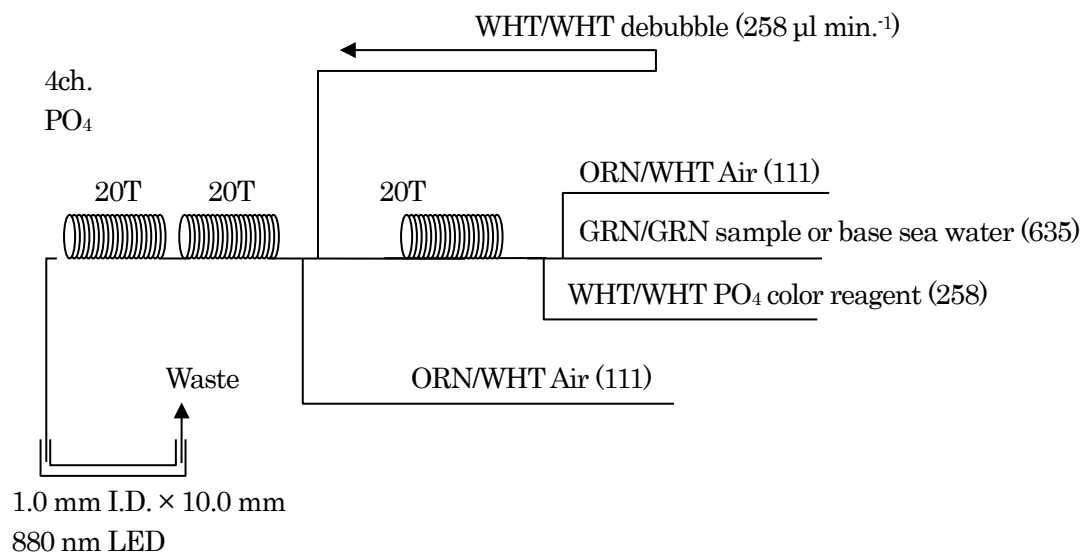 WHT/WHT debubble (258 µl min.⁻¹)
4ch.
PO₄
20T
20T
20T
ORN/WHT Air (111)
GRN/GRN sample or base sea water (635)
WHT/WHT PO₄ color reagent (258)
Waste
ORN/WHT Air (111)
1.0 mm I.D. × 10.0 mm
880 nm LED